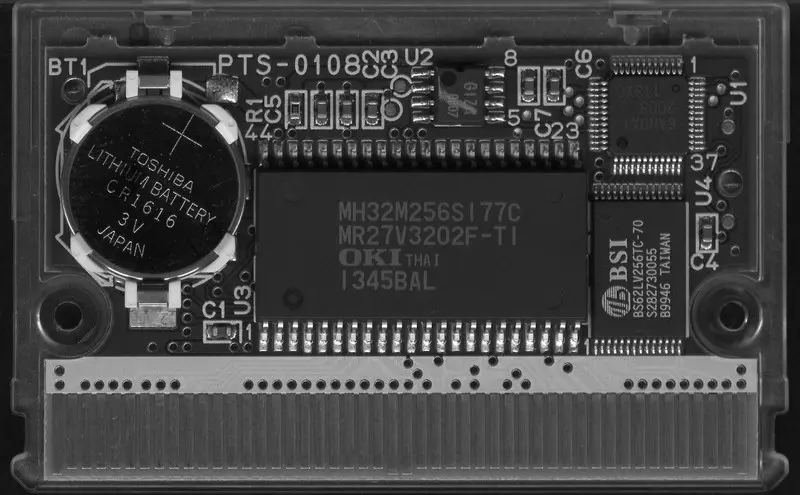 BT1
PTS-0108
C2
C3
U2
8
C6
1
U1
R1
C5
44
5
C7
23
37
TOSHIBA
LITHIUM BATTERY
CR1616
3V
JAPAN
MH32M256SI77C
MR27V3202F-TI
OKI THAI
I345BAL
BSI
BS62LV256TC-70
S282730055
B9946 TAIWAN
U4
C4
U3
C1
1